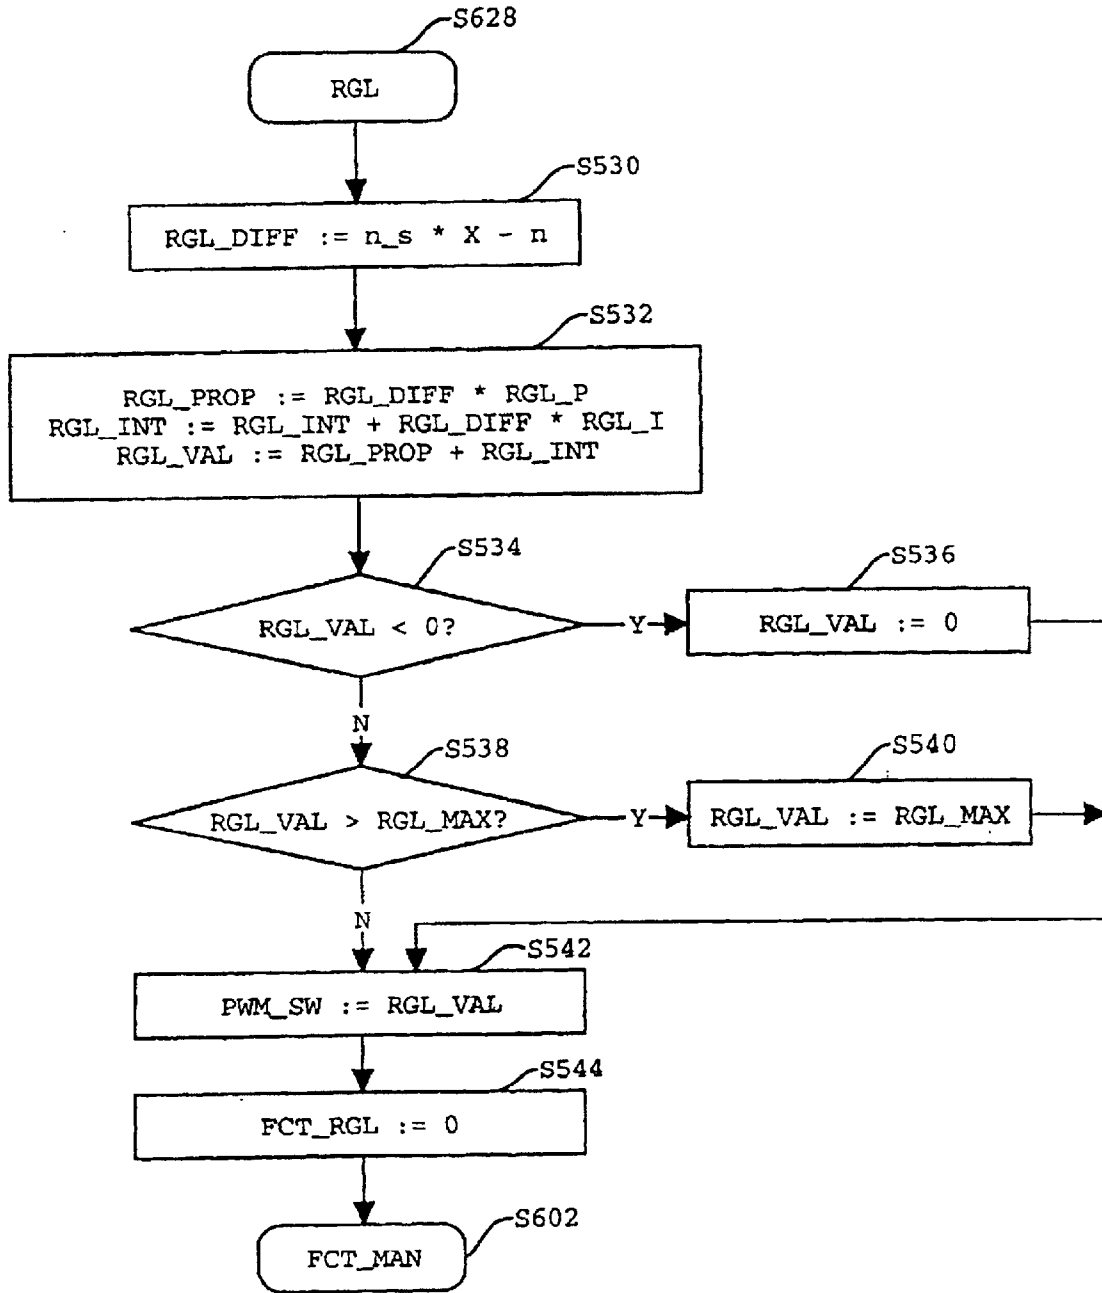 S628
RGL
S530
RGL_DIFF := n_s * X - n
S532
RGL_PROP := RGL_DIFF * RGL_P
RGL_INT := RGL_INT + RGL_DIFF * RGL_I
RGL_VAL := RGL_PROP + RGL_INT
S534
RGL_VAL < 0?
Y
S536
RGL_VAL := 0
N
S538
RGL_VAL > RGL_MAX?
Y
S540
RGL_VAL := RGL_MAX
N
S542
PWM_SW := RGL_VAL
S544
FCT_RGL := 0
S602
FCT_MAN